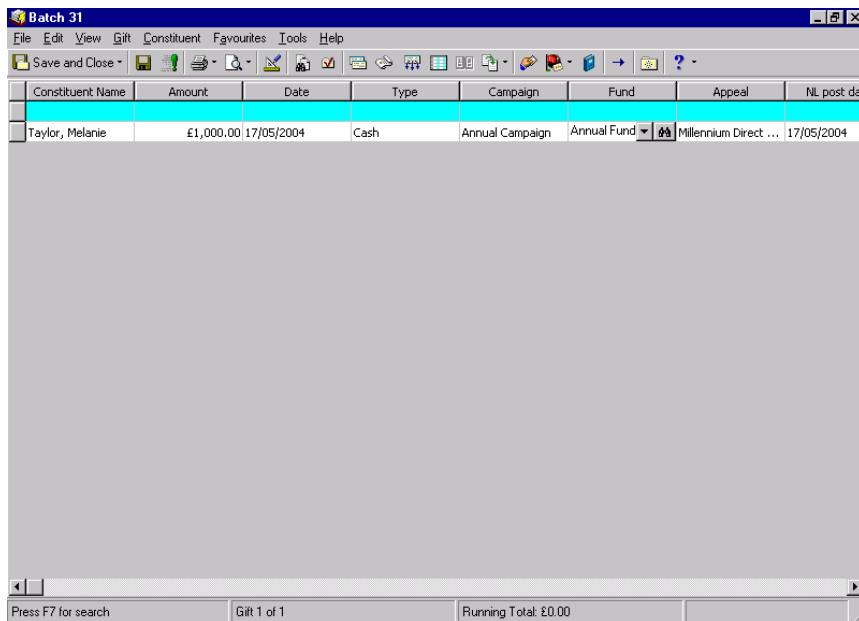 Batch 31
File Edit View Gift Constituent Favourites Tools Help
Save and Close
Constituent Name Amount Date Type Campaign Fund Appeal NL post da
Taylor, Melanie £1,000.00 17/05/2004 Cash Annual Campaign Annual Fund Millennium Direct ... 17/05/2004
Press F7 for search Gift 1 of 1 Running Total: £0.00